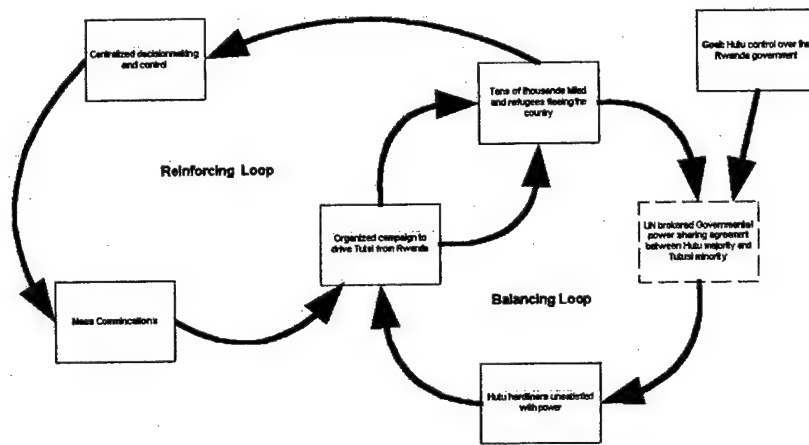 Centralized decisionmaking
and control
Goal: Hutu control over the
Rwanda government
Tens of thousands killed
and refugees fleeing the
country
Reinforcing Loop
Organized campaign to
drive Tutsi from Rwanda
UN brokered Governmental
power sharing agreement
between Hutu majority and
Tutusi minority
Mass Commincations
Balancing Loop
Hutu hardliners unsatisfied
with power